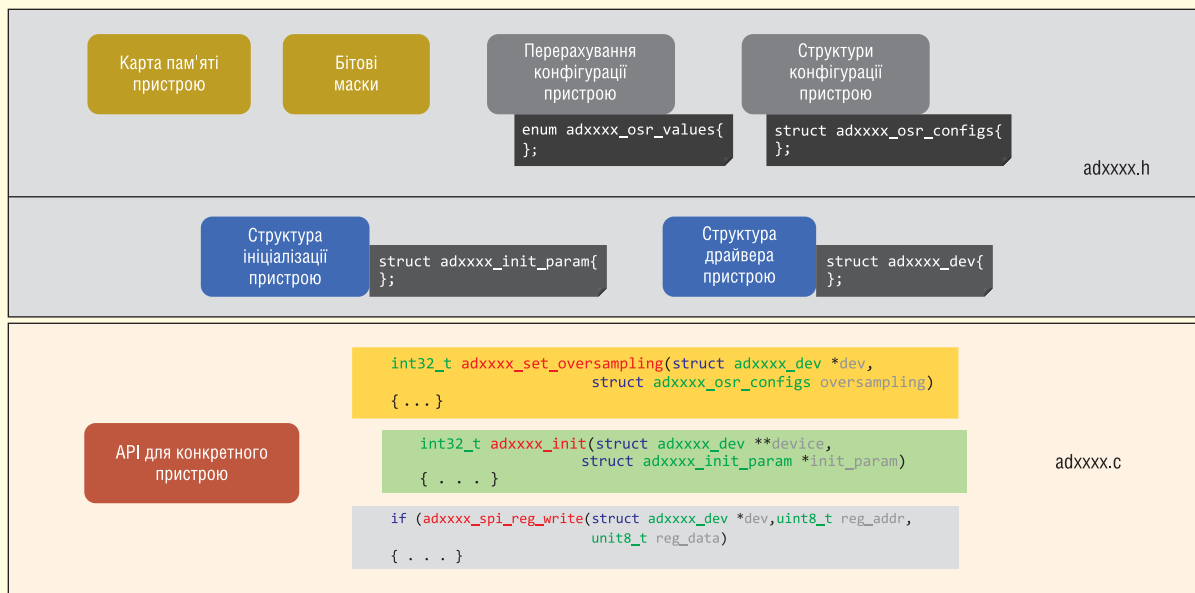 Карта пам'яті
пристрою
Бітові
маски
Перерахування
конфігурації
пристрою
enum adxxxx_osr_values{
};
Структури
конфігурації
пристрою
struct adxxxx_osr_configs{
};
adxxxx.h
Структура
ініціалізації
пристрою
struct adxxxx_init_param{
};
Структура
драйвера
пристрою
struct adxxxx_dev{
};
int32_t adxxxx_set_oversampling(struct adxxxx_dev *dev,
struct adxxxx_osr_configs oversampling)
{ ... }
API для конкретного
пристрою
int32_t adxxxx_init(struct adxxxx_dev **device,
struct adxxxx_init_param *init_param)
{ . . . }
adxxxx.c
if (adxxxx_spi_reg_write(struct adxxxx_dev *dev,uint8_t reg_addr,
unit8_t reg_data)
{ . . . }